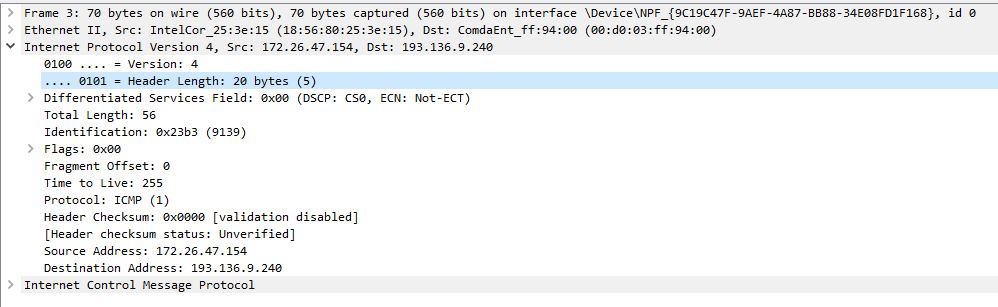 Frame 3: 70 bytes on wire (560 bits), 70 bytes captured (560 bits) on interface \Device\NPF_{9C19C47F-9AEF-4A87-BB88-34E08FD1F168}, id 0
Ethernet II, Src: IntelCor_25:3e:15 (18:56:80:25:3e:15), Dst: ComdaEnt_ff:94:00 (00:d0:03:ff:94:00)
Internet Protocol Version 4, Src: 172.26.47.154, Dst: 193.136.9.240
0100 .... = Version: 4
.... 0101 = Header Length: 20 bytes (5)
Differentiated Services Field: 0x00 (DSCP: CS0, ECN: Not-ECT)
Total Length: 56
Identification: 0x23b3 (9139)
Flags: 0x00
Fragment Offset: 0
Time to Live: 255
Protocol: ICMP (1)
Header Checksum: 0x0000 [validation disabled]
[Header checksum status: Unverified]
Source Address: 172.26.47.154
Destination Address: 193.136.9.240
Internet Control Message Protocol